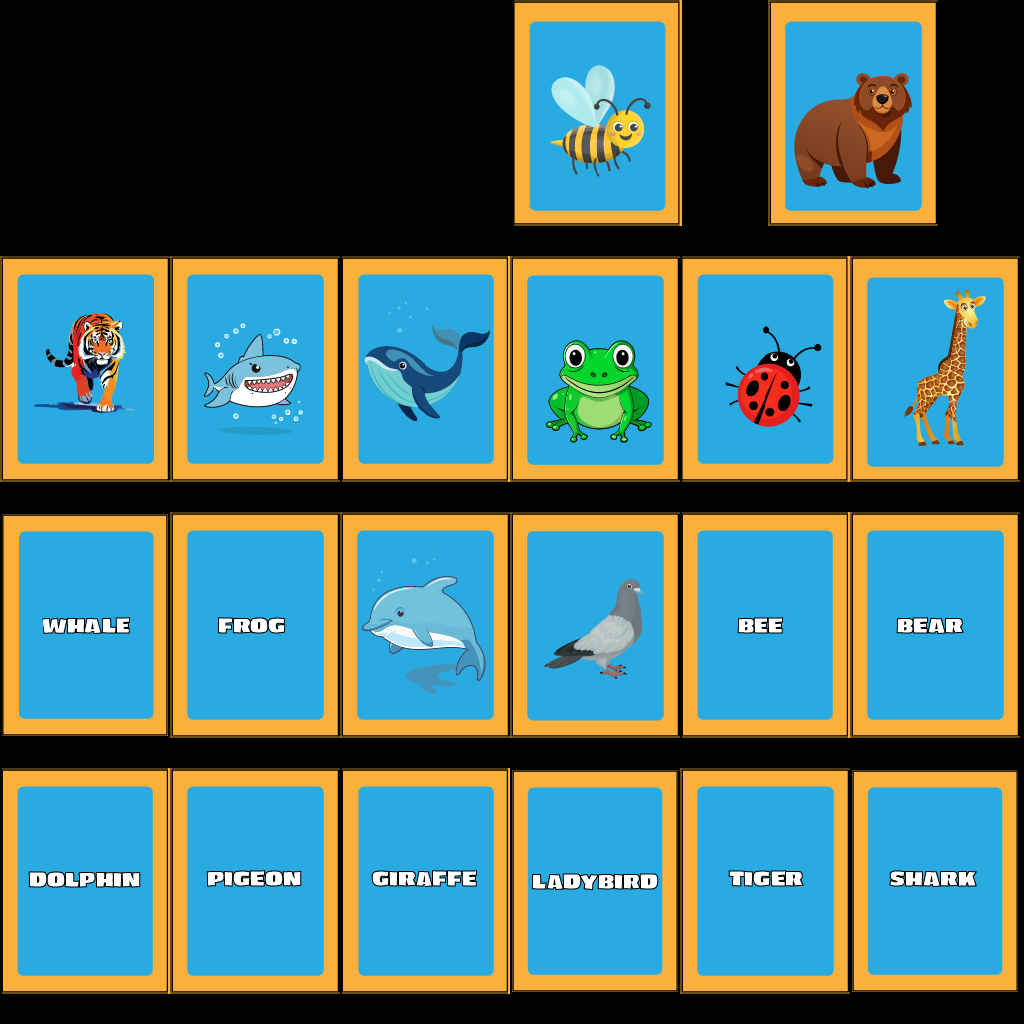 WHALE
FROG
BEE
BEAR
DOLPHIN
PIGEON
GIRAFFE
LADYBIRD
TIGER
SHARK